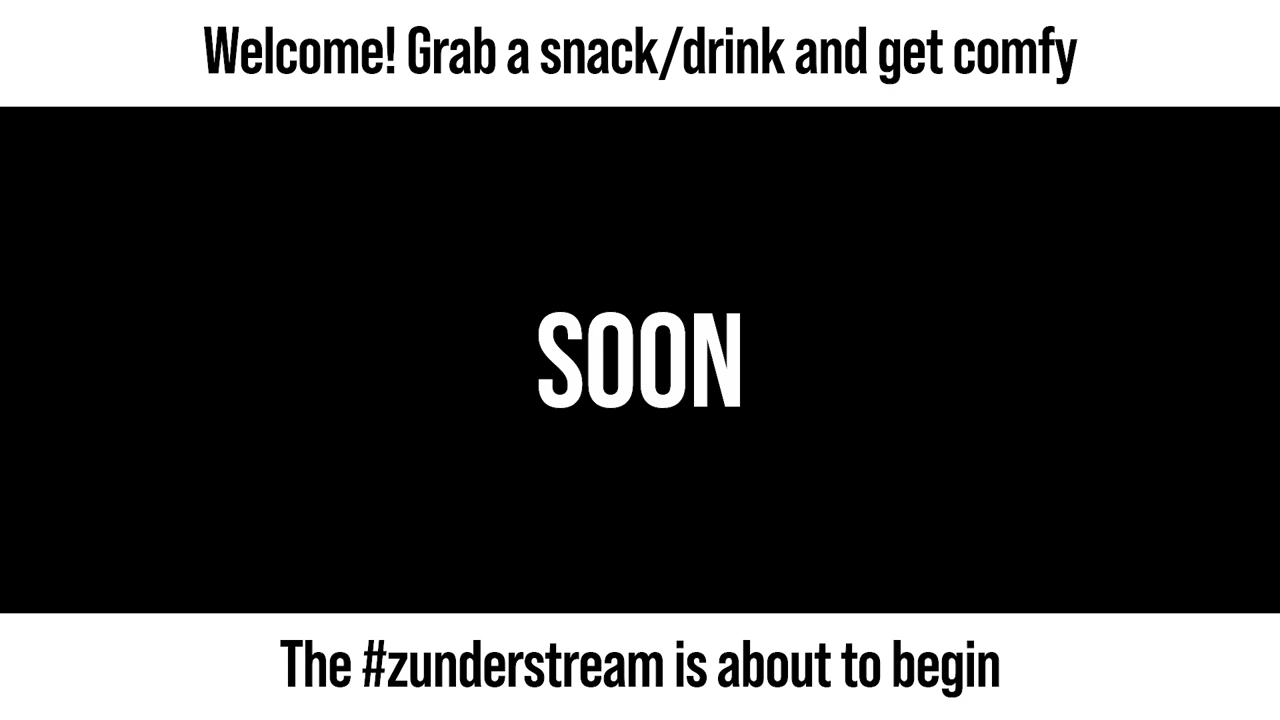 Welcome! Grab a snack/drink and get comfy
SOON
The #zunderstream is about to begin